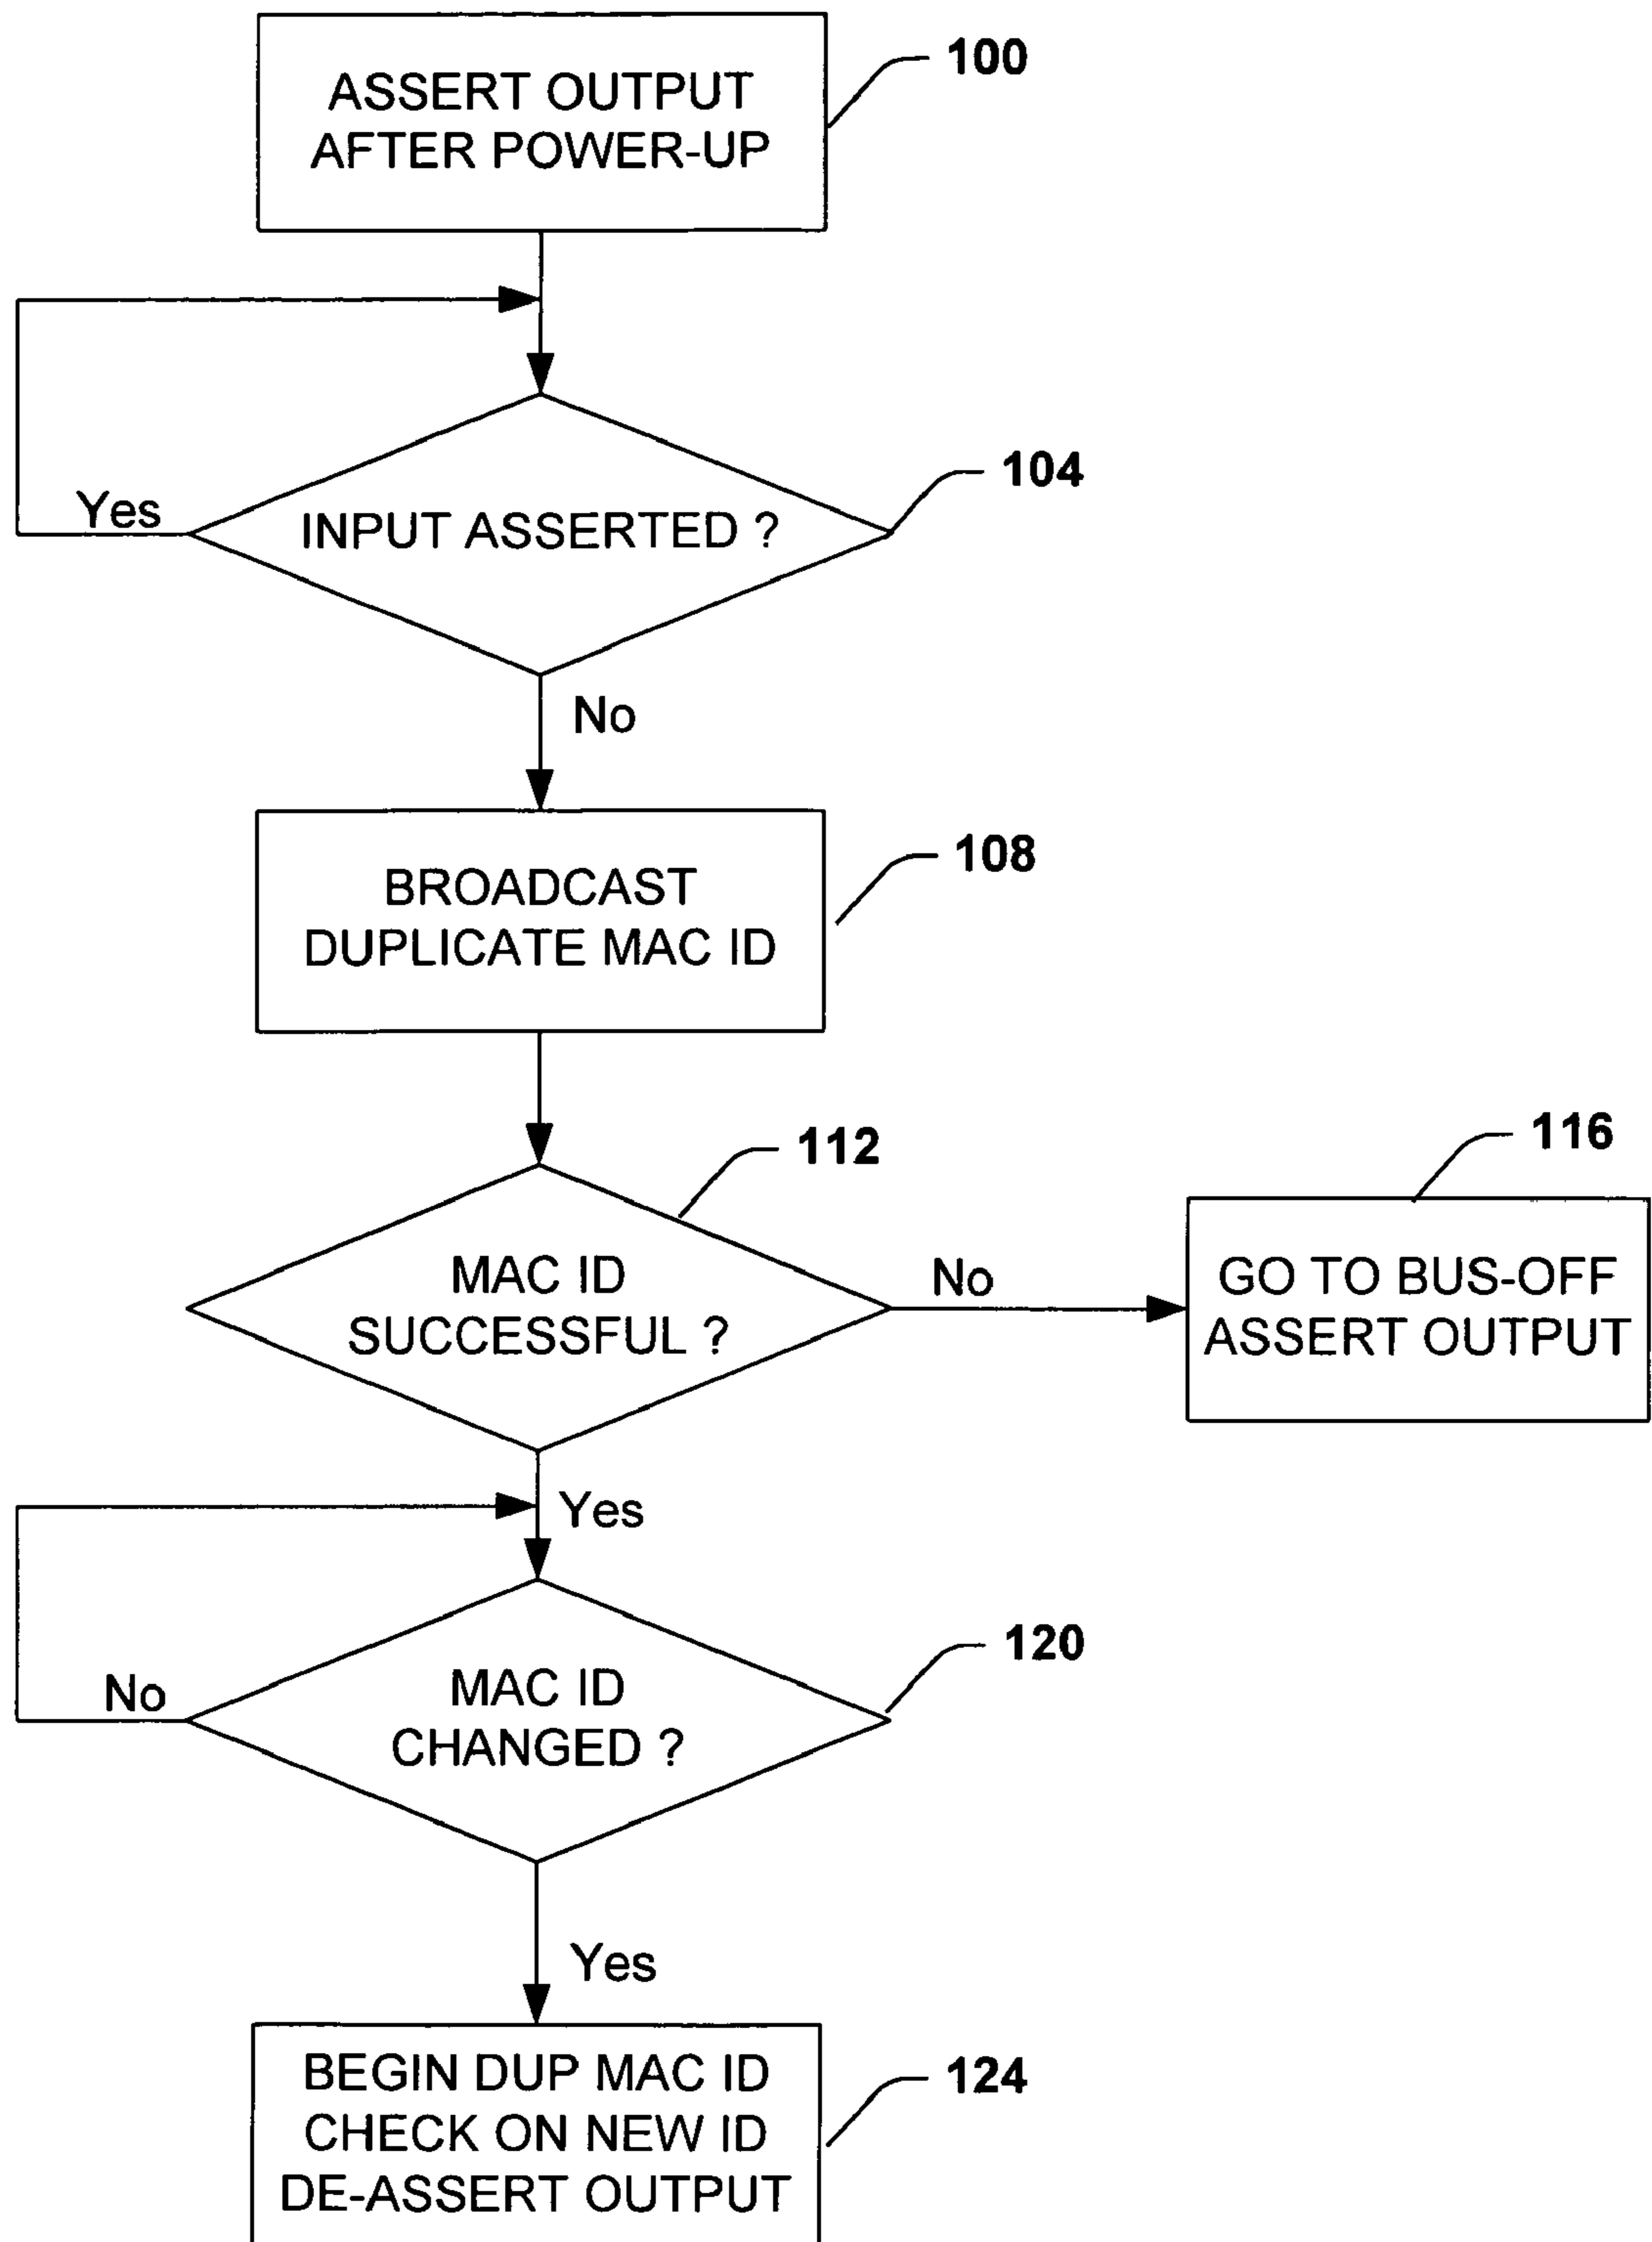 ASSERT OUTPUT
AFTER POWER-UP
100
INPUT ASSERTED ?
104
Yes
No
BROADCAST
DUPLICATE MAC ID
108
MAC ID
SUCCESSFUL ?
112
No
GO TO BUS-OFF
ASSERT OUTPUT
116
Yes
MAC ID
CHANGED ?
120
No
Yes
BEGIN DUP MAC ID
CHECK ON NEW ID
DE-ASSERT OUTPUT
124